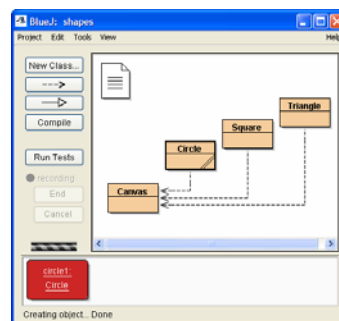 BlueJ: shapes
Project Edit Tools View Help
New Class...
Compile
Run Tests
recording
End
Cancel
Triangle
Square
Circle
Canvas
circle1:
Circle
Creating object... Done